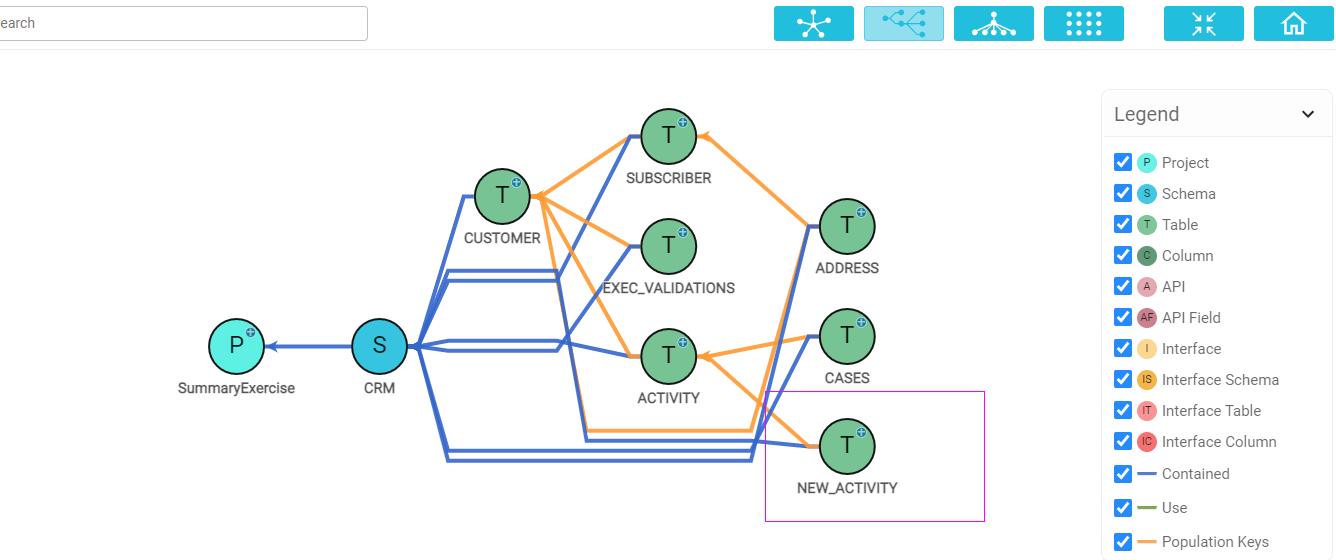 earch
Legend
P Project
S Schema
T Table
C Column
A API
AF API Field
I Interface
IS Interface Schema
IT Interface Table
IC Interface Column
Contained
Use
Population Keys
P
SummaryExercise
S
CRM
T
CUSTOMER
T
SUBSCRIBER
T
EXEC_VALIDATIONS
T
ACTIVITY
T
ADDRESS
T
CASES
T
NEW_ACTIVITY